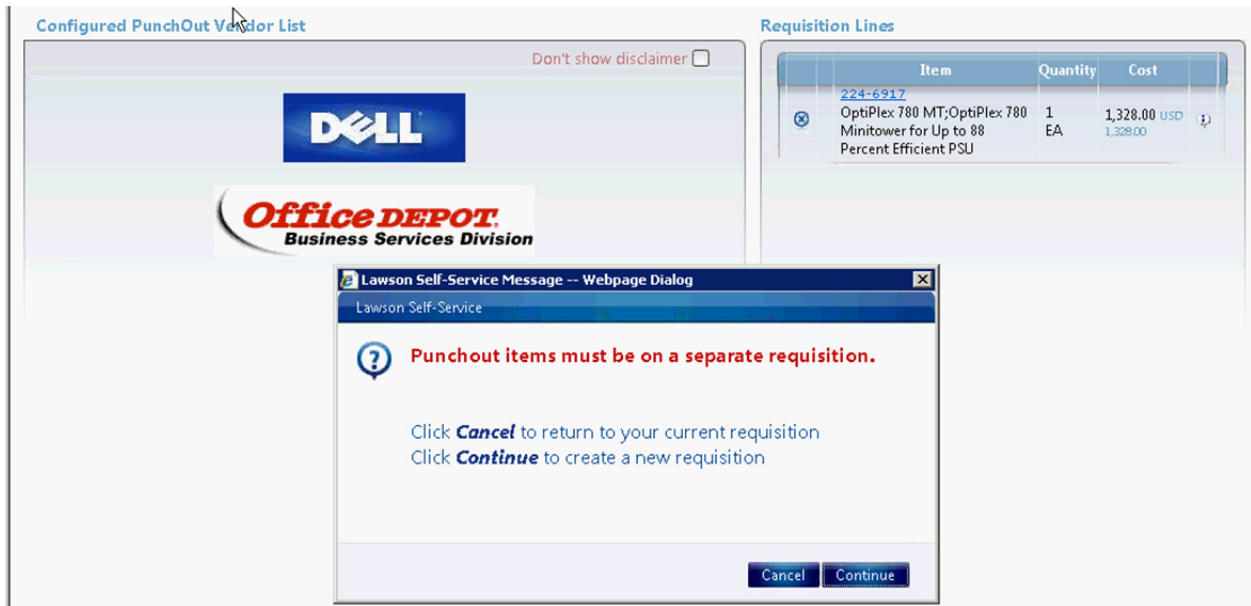 Configured PunchOut Vendor List
Don't show disclaimer
DELL
Office DEPOT.
Business Services Division
Requisition Lines
Item Quantity Cost
224-6917
OptiPlex 780 MT;OptiPlex 780
Minitower for Up to 88
Percent Efficient PSU
1
EA
1,328.00 USD
1,328.00
Lawson Self-Service Message -- Webpage Dialog
Lawson Self-Service
Punchout items must be on a separate requisition.
Click Cancel to return to your current requisition
Click Continue to create a new requisition
Cancel Continue